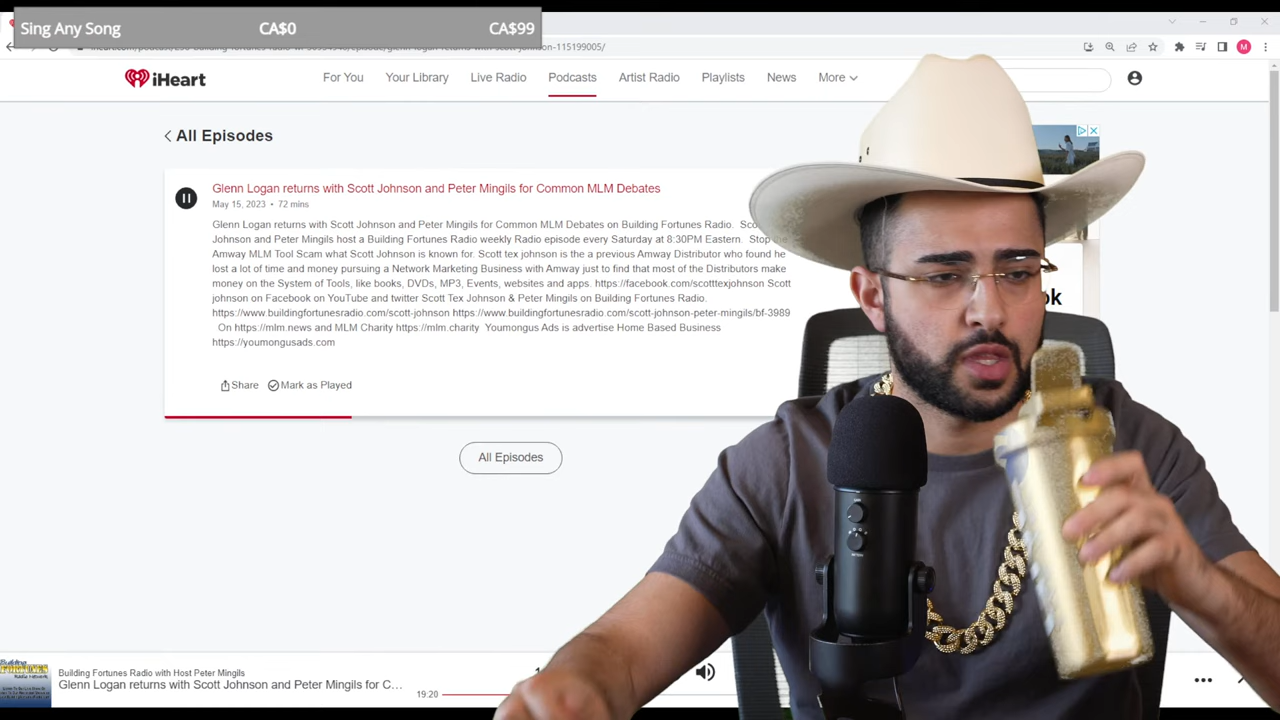 Sing Any Song CA$0 CA$99
iHeart For You Your Library Live Radio Podcasts Artist Radio Playlists News More
All Episodes
Glenn Logan returns with Scott Johnson and Peter Mingils for Common MLM Debates
May 15, 2023 • 72 mins
Glenn Logan returns with Scott Johnson and Peter Mingils for Common MLM Debates on Building Fortunes Radio.
Johnson and Peter Mingils host a Building Fortunes Radio weekly Radio episode every Saturday at 8:30PM Eastern. Stop
Amway MLM Tool Scam what Scott Johnson is known for. Scott tex johnson is the a previous Amway Distributor who found he
lost a lot of time and money pursuing a Network Marketing Business with Amway just to find that most of the Distributors make
money on the System of Tools, like books, DVDs, MP3, Events, websites and apps. https://facebook.com/scotttexjohnson Scott
johnson on Facebook on YouTube and twitter Scott Tex Johnson & Peter Mingils on Building Fortunes Radio.
https://www.buildingfortunesradio.com/scott-johnson https://www.buildingfortunesradio.com/scott-johnson-peter-mingils/bf-3989
On https://mlm.news and MLM Charity https://mlm.charity Youmongus Ads is advertise Home Based Business
https://youmongusads.com
Share Mark as Played
All Episodes
Building Fortunes Radio with Host Peter Mingils
Glenn Logan returns with Scott Johnson and Peter Mingils for C...
19:20